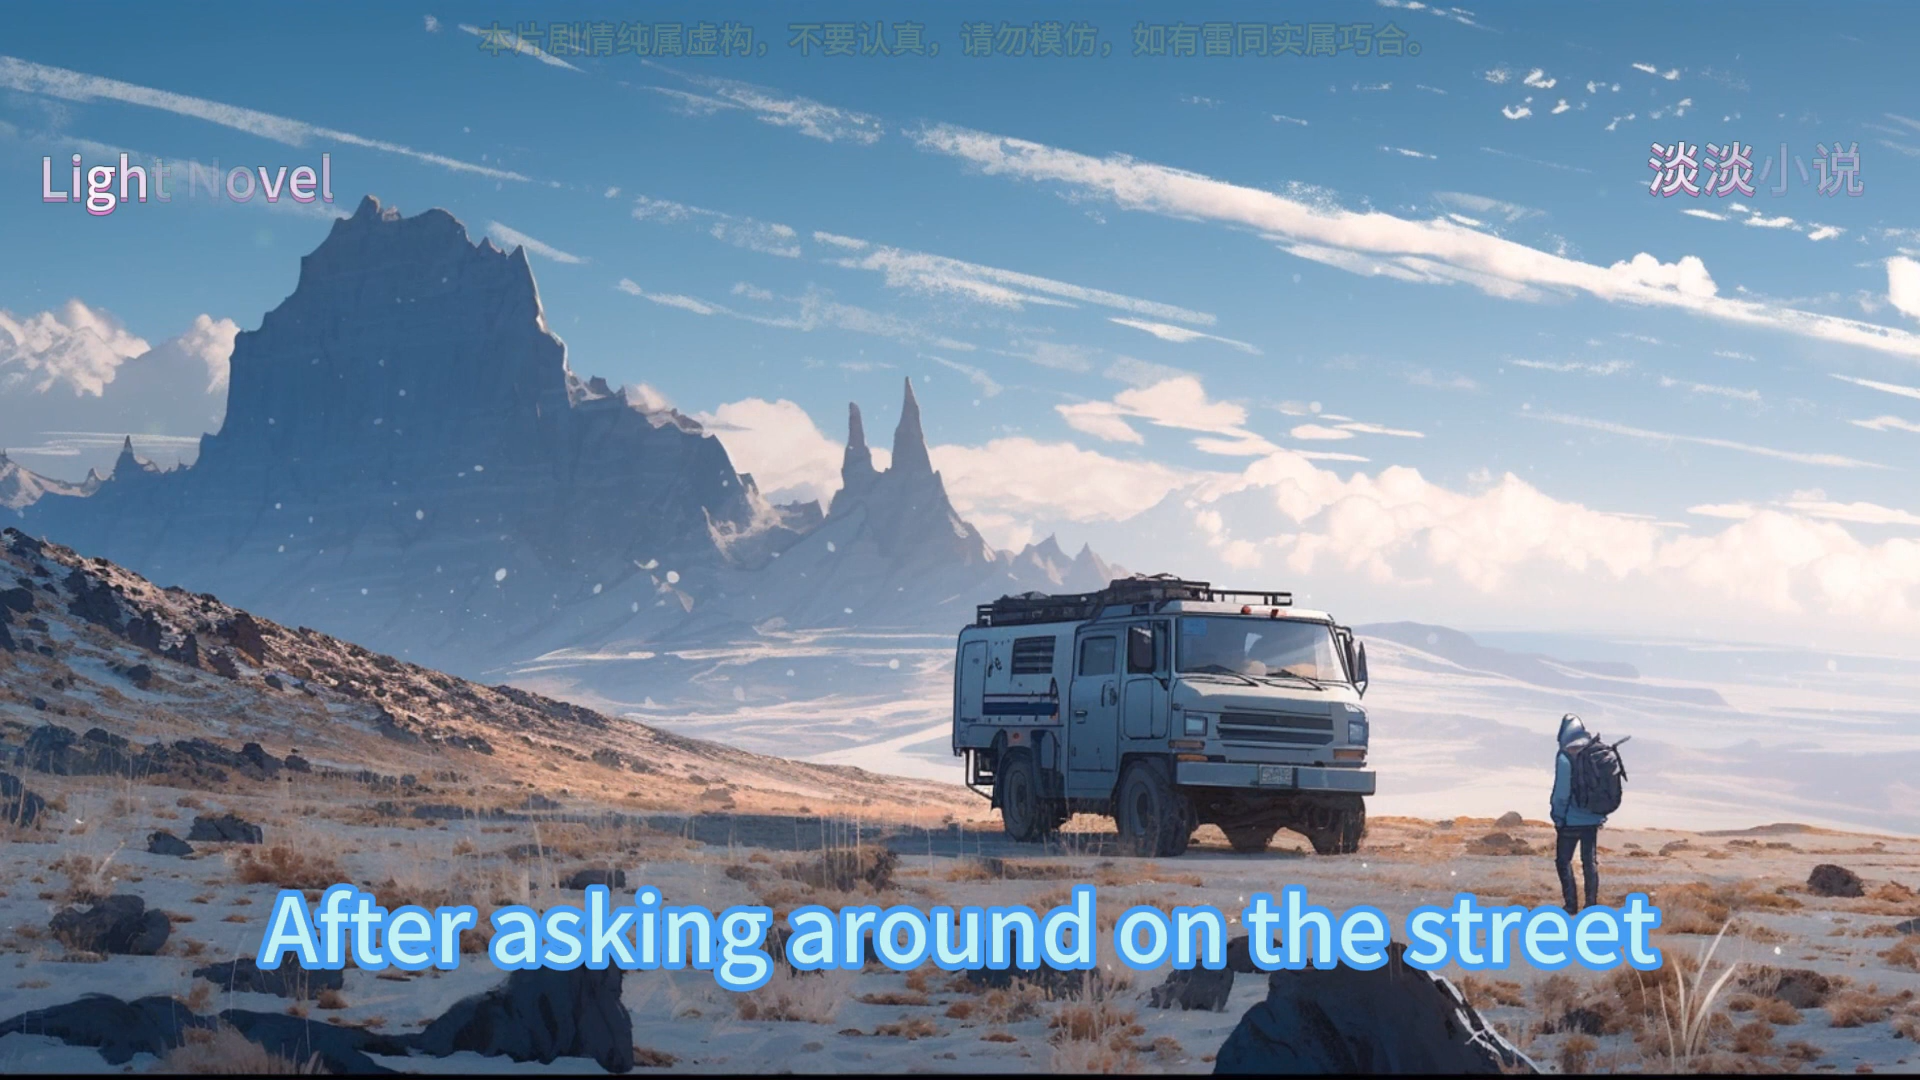 本片剧情纯属虚构，不要认真，请勿模仿，如有雷同实属巧合。
Light Novel
淡淡小说
After asking around on the street